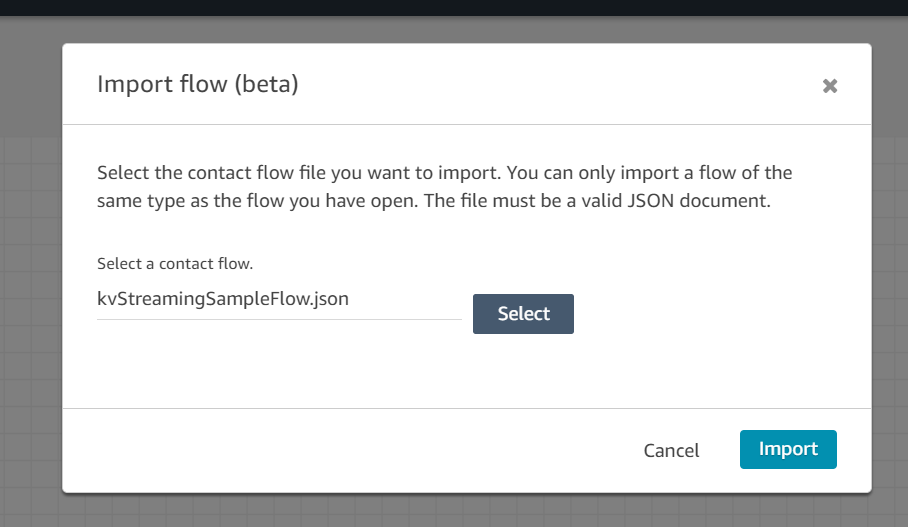 Import flow (beta)
Select the contact flow file you want to import. You can only import a flow of the
same type as the flow you have open. The file must be a valid JSON document.
Select a contact flow.
kvStreamingSampleFlow.json
Select
Cancel
Import